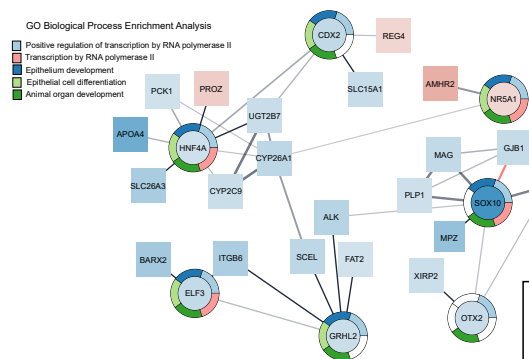 GO Biological Process Enrichment Analysis
Positive regulation of transcription by RNA polymerase II
Transcription by RNA polymerase II
Epithelium development
Epithelial cell differentiation
Animal organ development
CDX2
REG4
PCK1
PROZ
SLC15A1
AMHR2
NR5A1
UGT2B7
APOA4
HNF4A
MAG
GJB1
CYP26A1
SLC26A3
CYP2C9
PLP1
SOX10
ALK
MPZ
BARX2
ITGB6
SCEL
FAT2
XIRP2
ELF3
OTX2
GRHL2